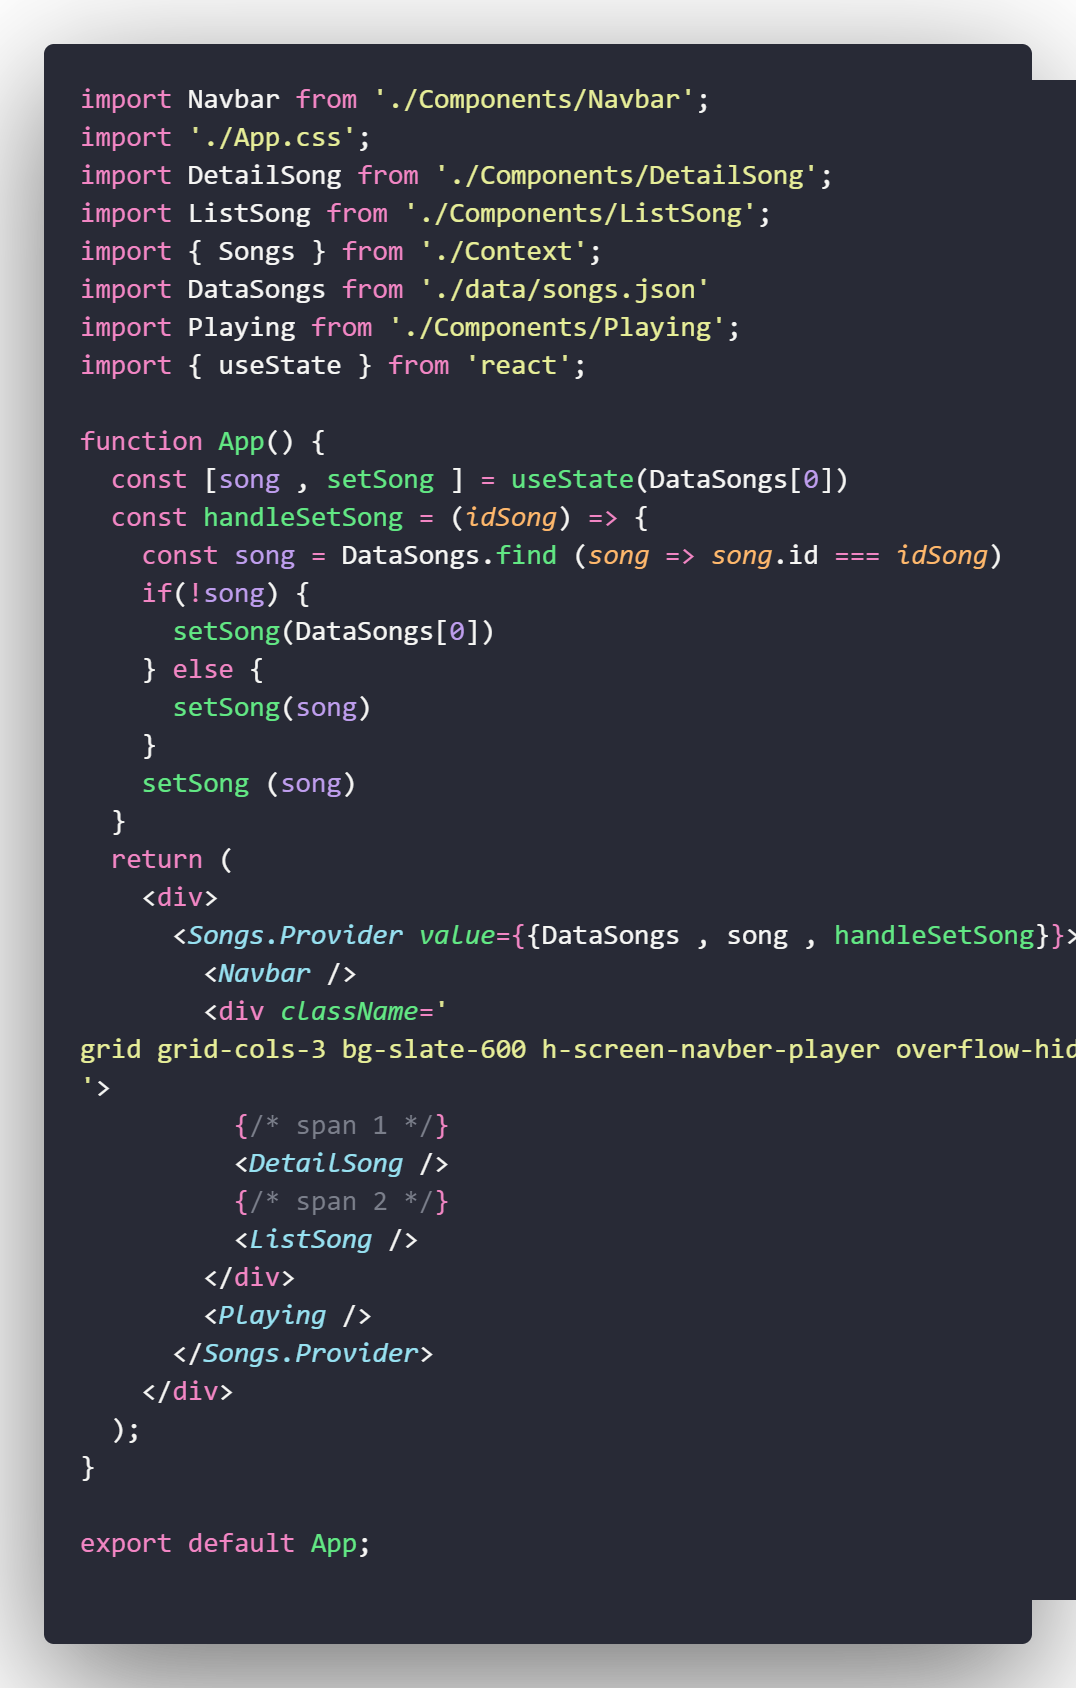 import Navbar from './Components/Navbar';
import './App.css';
import DetailSong from './Components/DetailSong';
import ListSong from './Components/ListSong';
import { Songs } from './Context';
import DataSongs from './data/songs.json'
import Playing from './Components/Playing';
import { useState } from 'react';

function App() {
  const [song , setSong ] = useState(DataSongs[0])
  const handleSetSong = (idSong) => {
    const song = DataSongs.find (song => song.id === idSong)
    if(!song) {
      setSong(DataSongs[0])
    } else {
      setSong(song)
    }
    setSong (song)
  }
  return (
    <div>
      <Songs.Provider value={{DataSongs , song , handleSetSong}}>
        <Navbar />
        <div className='
grid grid-cols-3 bg-slate-600 h-screen-navber-player
'>
          {/* span 1 */}
          <DetailSong />
          {/* span 2 */}
          <ListSong />
        </div>
        <Playing />
      </Songs.Provider>
    </div>
  );
}

export default App;